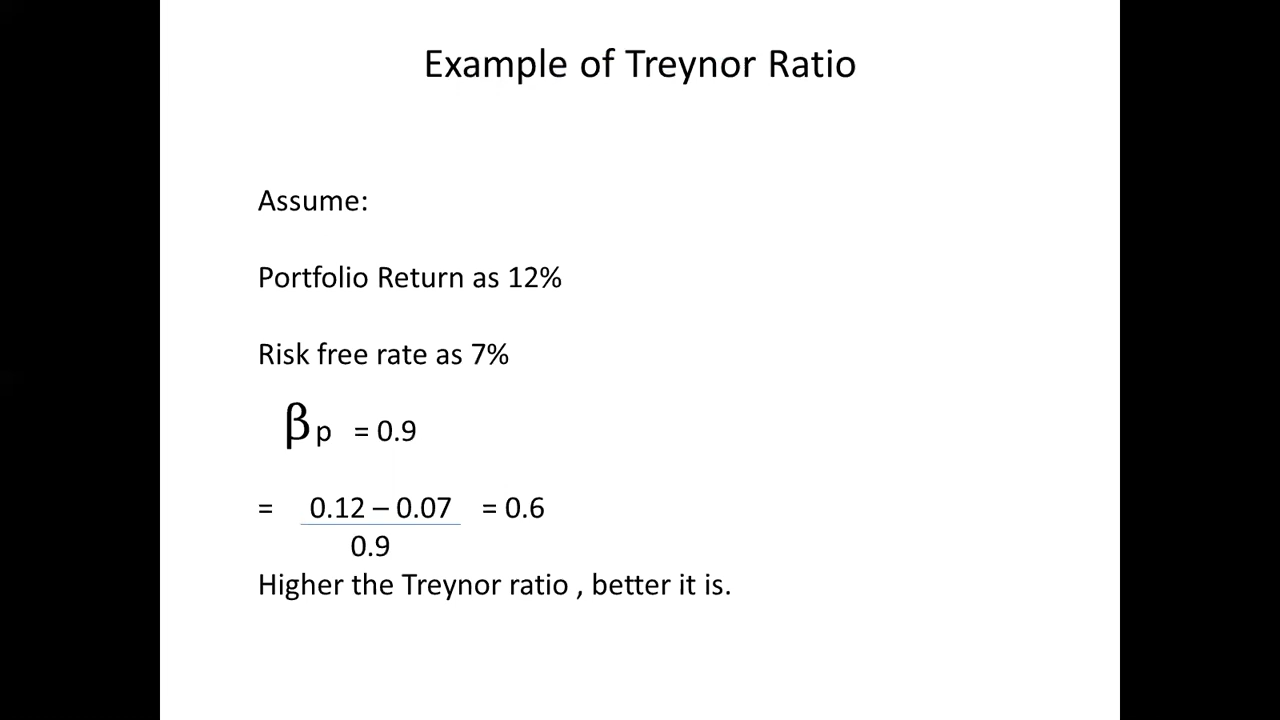 Example of Treynor Ratio
Assume:
Portfolio Return as 12%
Risk free rate as 7%
βp = 0.9
= 0.12 – 0.07 = 0.6
0.9
Higher the Treynor ratio , better it is.